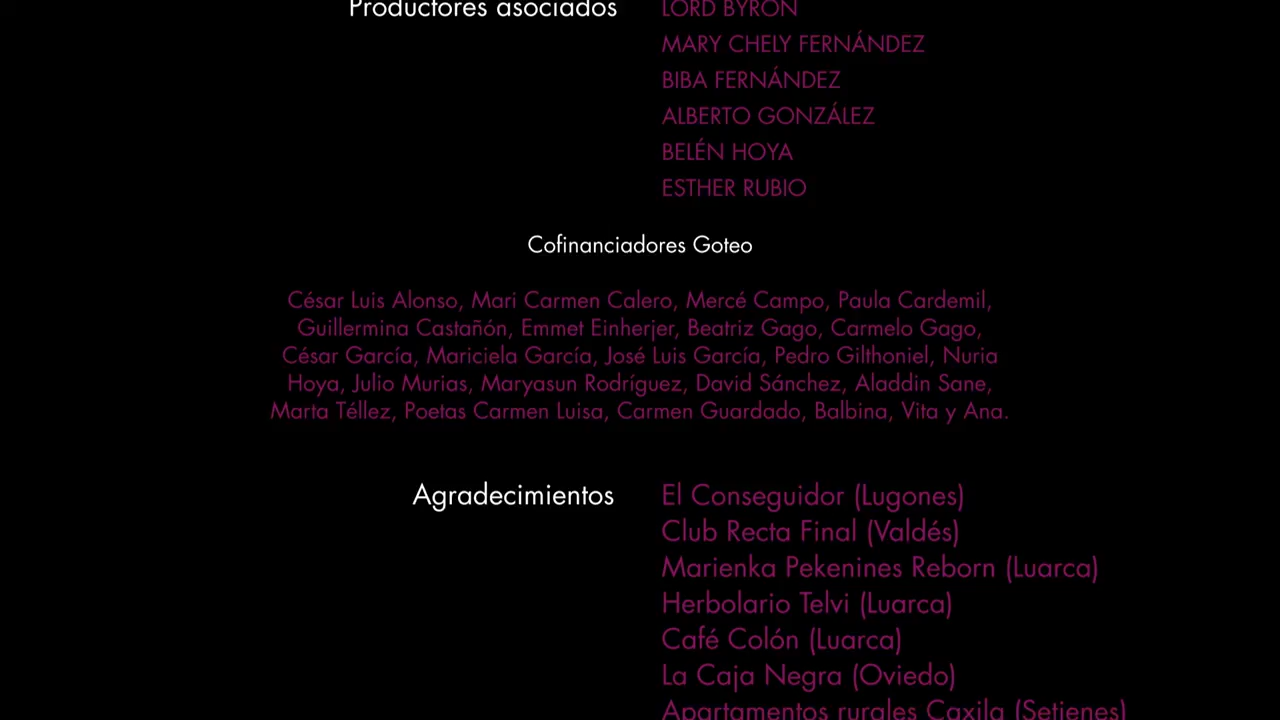 Productores asociados LORD BYRON
MARY CHELY FERNÁNDEZ
BIBA FERNÁNDEZ
ALBERTO GONZÁLEZ
BELÉN HOYA
ESTHER RUBIO
Cofinanciadores Goteo
César Luis Alonso, Mari Carmen Calero, Mercé Campo, Paula Cardemil,
Guillermina Castañón, Emmet Einherjer, Beatriz Gago, Carmelo Gago,
César García, Mariciela García, José Luis García, Pedro Gilthoniel, Nuria
Hoya, Julio Murias, Maryasun Rodríguez, David Sánchez, Aladdin Sane,
Marta Téllez, Poetas Carmen Luisa, Carmen Guardado, Balbina, Vita y Ana.
Agradecimientos El Conseguidor (Lugones)
Club Recta Final (Valdés)
Marienka Pekenines Reborn (Luarca)
Herbolario Telvi (Luarca)
Café Colón (Luarca)
La Caja Negra (Oviedo)
Apartamentos rurales Caxila (Setienes)